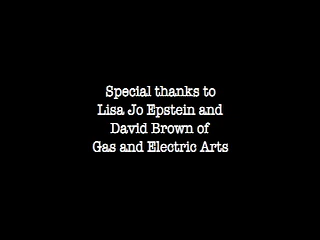 Special thanks to
Lisa Jo Epstein and
David Brown of
Gas and Electric Arts